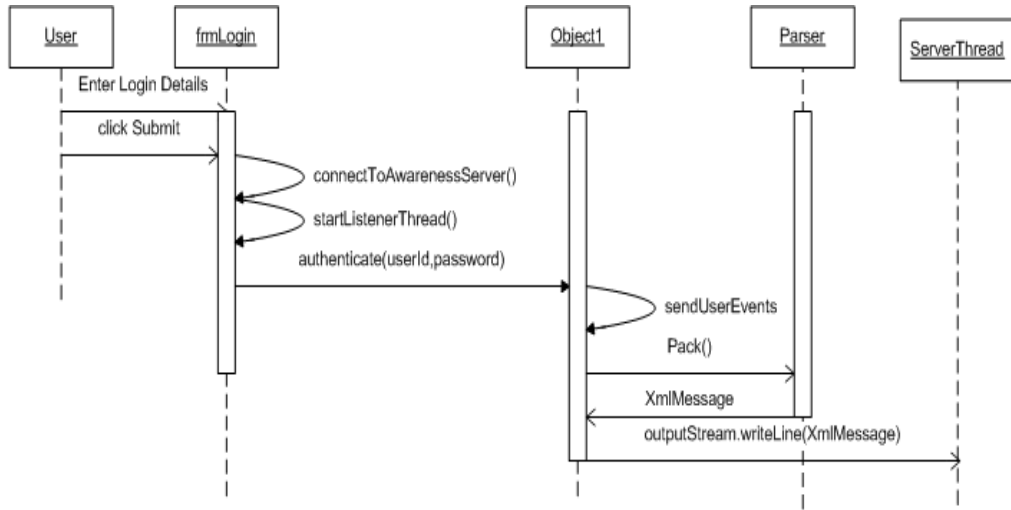 User
frmLogin
Object1
Parser
ServerThread
Enter Login Details
click Submit
connectToAwarenessServer()
startListenerThread()
authenticate(userId,password)
sendUserEvents
Pack()
XmlMessage
outputStream.writeLine(XmlMessage)